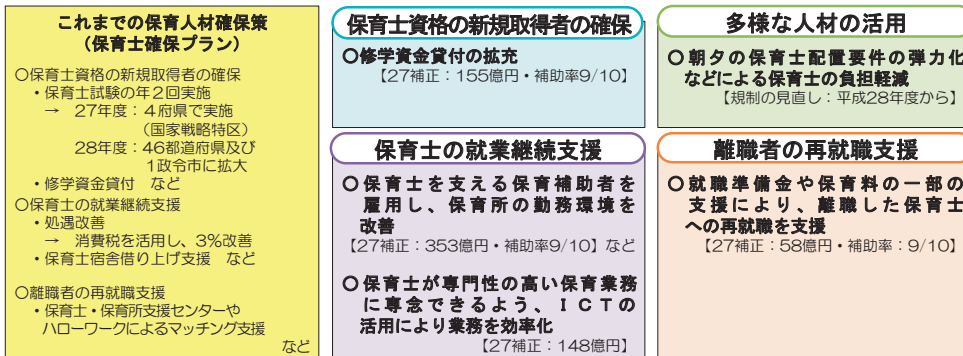 これまでの保育人材確保策
（保育士確保プラン）
○保育士資格の新規取得者の確保
・保育士試験の年２回実施
→ 27年度：４府県で実施
（国家戦略特区）
28年度：46都道府県及び
1政令市に拡大
・修学資金貸付 など
○保育士の就業継続支援
・処遇改善
→ 消費税を活用し、3%改善
・保育士宿舎借り上げ支援 など
○離職者の再就職支援
・保育士・保育所支援センターや
ハローワークによるマッチング支援
など
保育士資格の新規取得者の確保
○修学資金貸付の拡充
【27補正：155億円・補助率9/10】
多様な人材の活用
○朝夕の保育士配置要件の弾力化
などによる保育士の負担軽減
【規制の見直し：平成28年度から】
保育士の就業継続支援
○保育士を支える保育補助者を
雇用し、保育所の勤務環境を
改善
【27補正：353億円・補助率9/10】など
○保育士が専門性の高い保育業務
に専念できるよう、ＩＣＴの
活用により業務を効率化
【27補正：148億円】
離職者の再就職支援
○就職準備金や保育料の一部の
支援により、離職した保育士
への再就職を支援
【27補正：58億円・補助率：9/10】